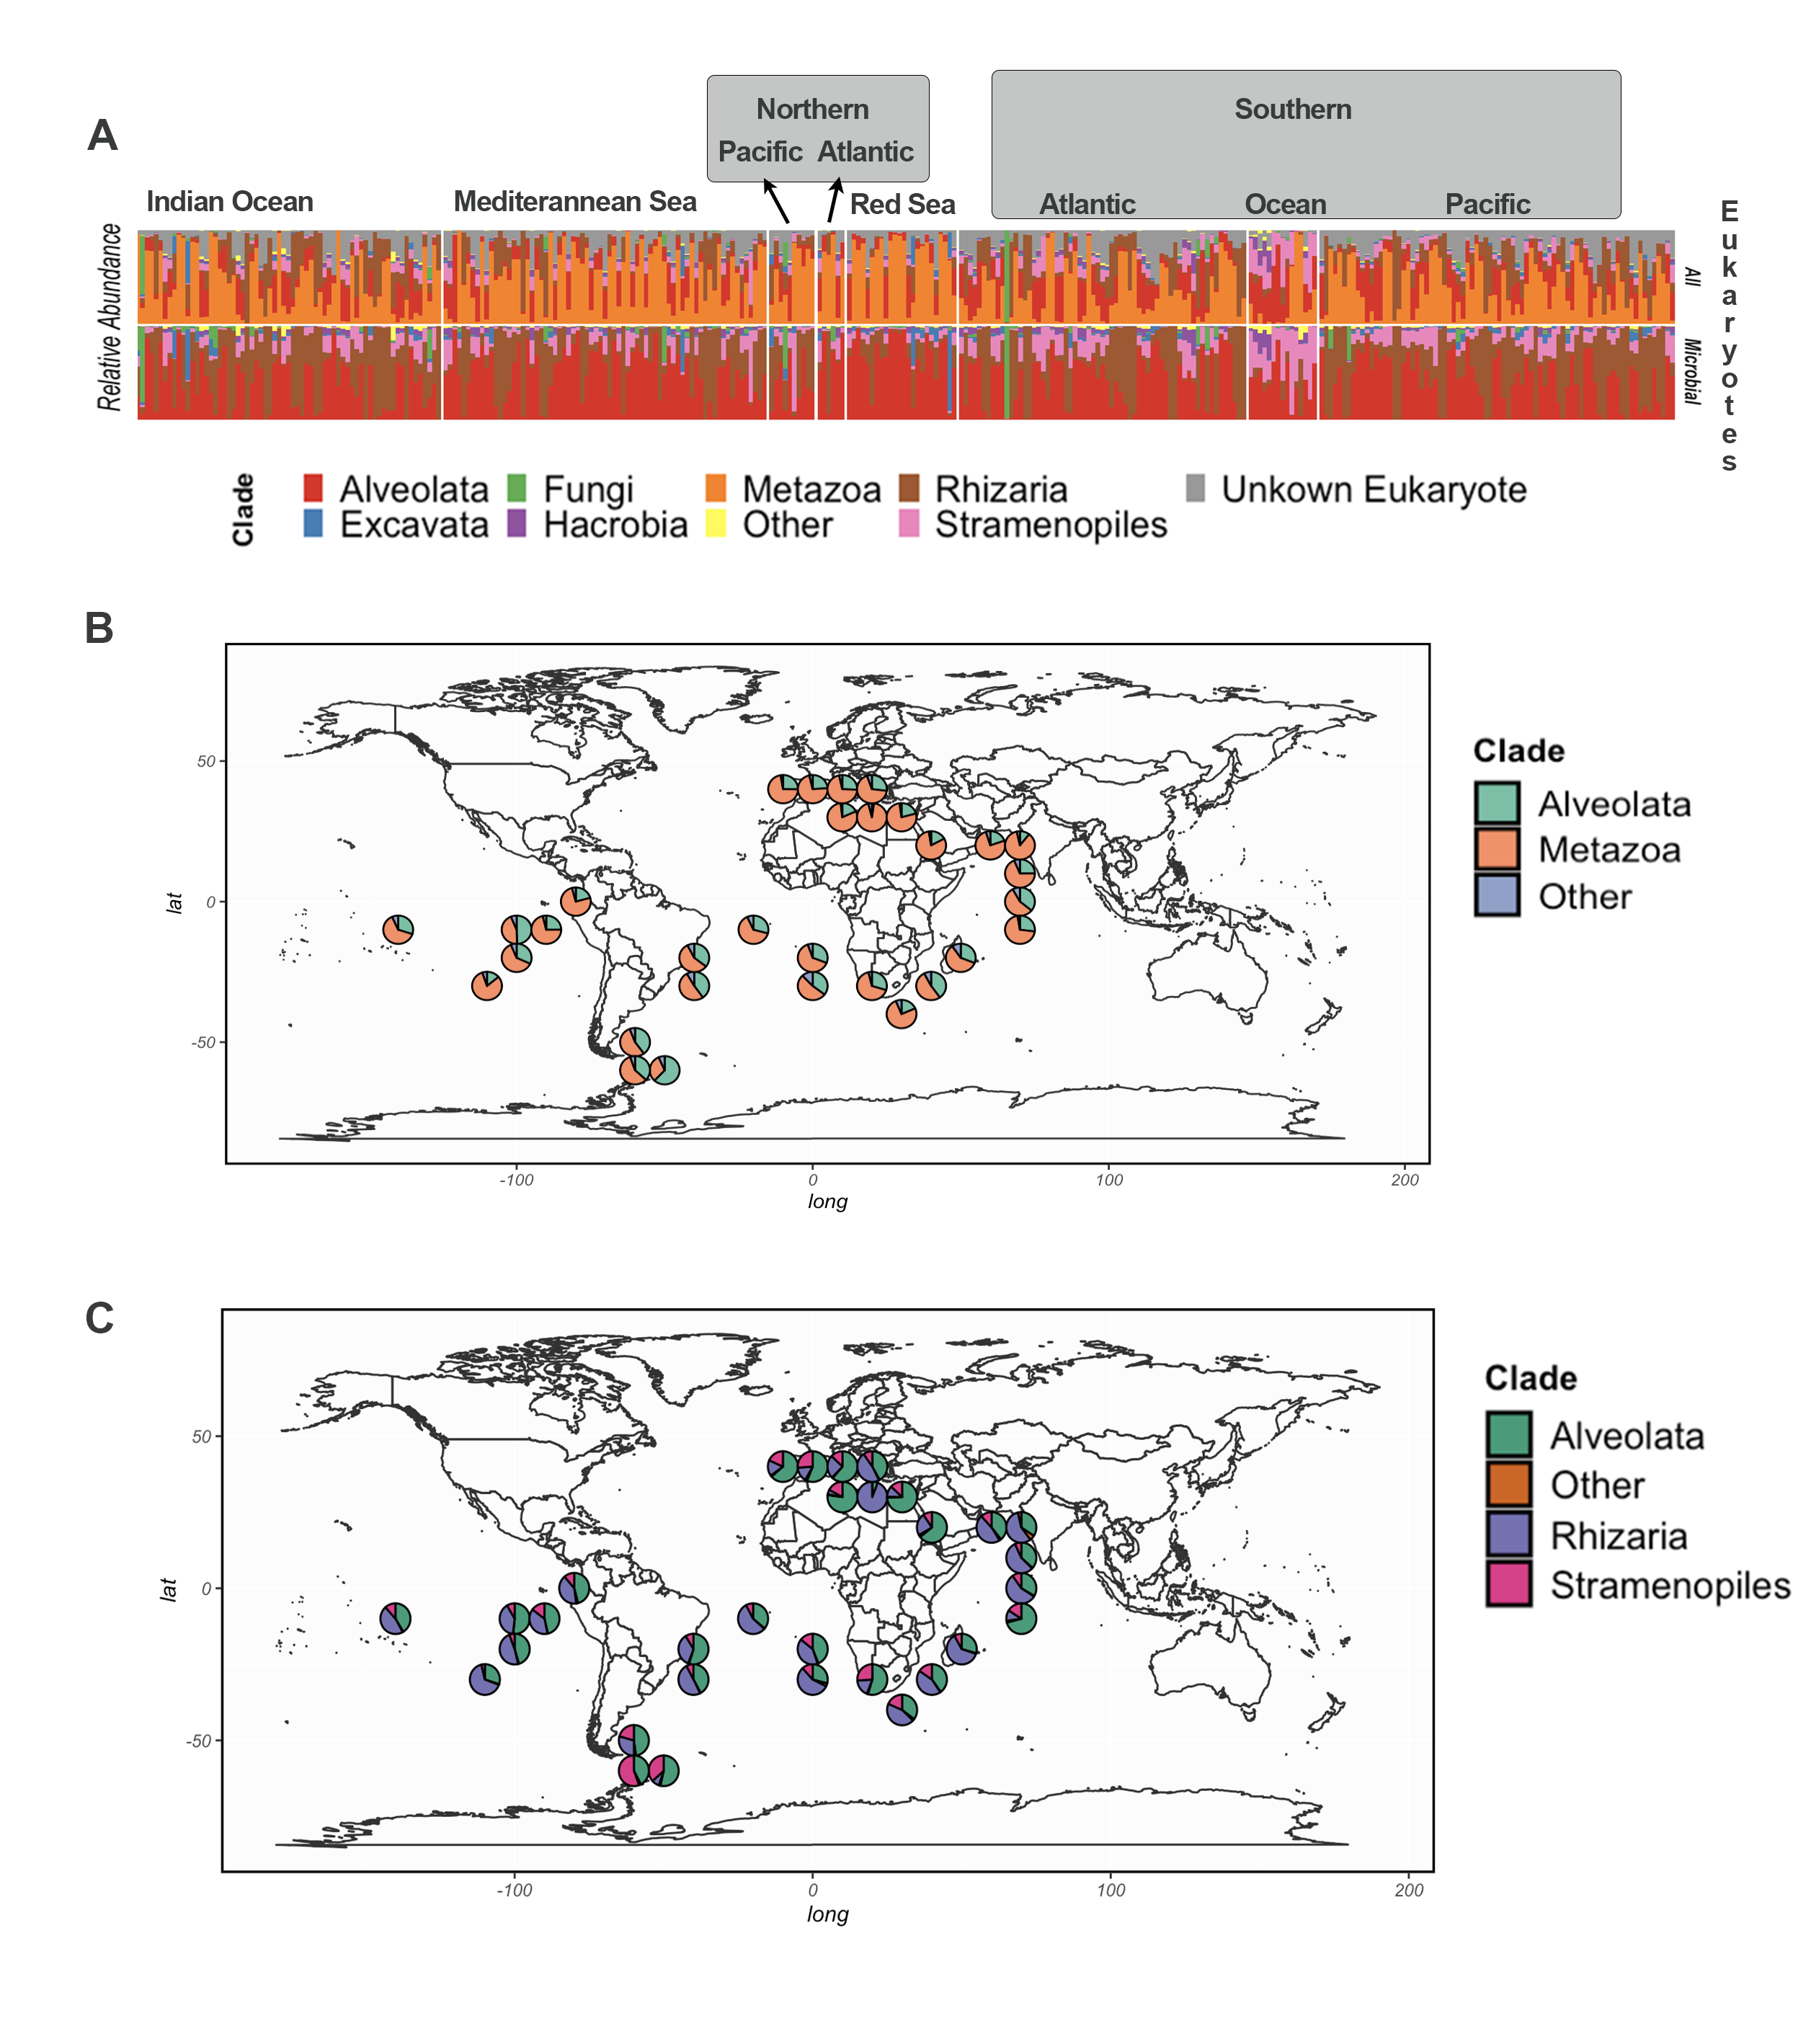 A
Northern
Pacific Atlantic
Southern
Indian Ocean
Mediterannean Sea
Red Sea
Atlantic
Ocean
Pacific
Relative Abundance
All
Microbial
Eukaryotes
Clade
Alveolata
Fungi
Metazoa
Rhizaria
Unkown Eukaryote
Excavata
Hacrobia
Other
Stramenopiles
B
50
0
-50
lat
-100
0
100
200
long
Clade
Alveolata
Metazoa
Other
C
50
0
-50
lat
-100
0
100
200
long
Clade
Alveolata
Other
Rhizaria
Stramenopiles